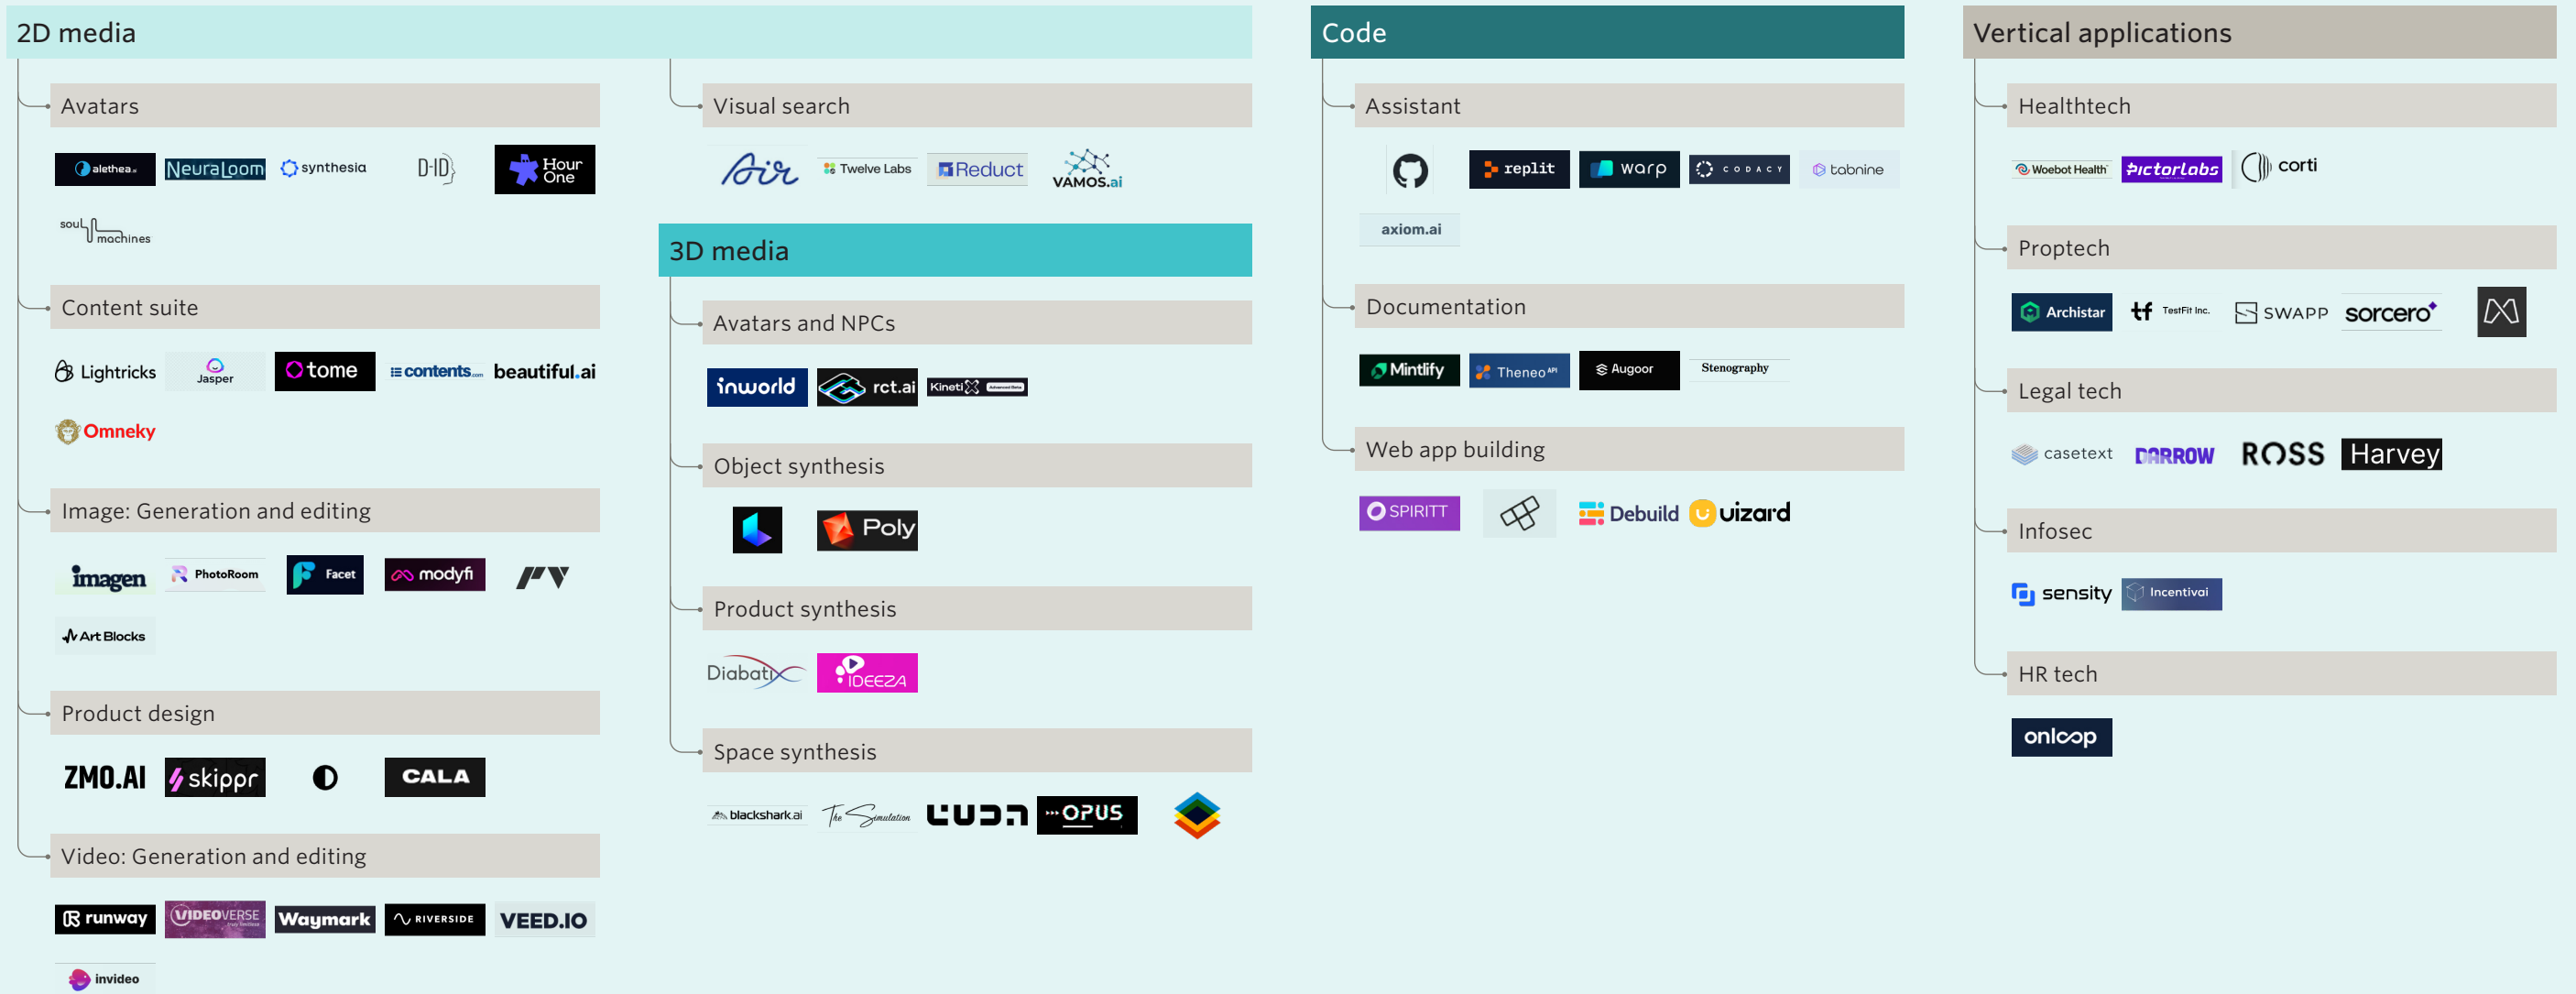 2D media
Avatars
alethea.ai NeuraLoom synthesia D-ID Hour One
soul machines
Content suite
Lightricks Jasper tome contents.com beautiful.ai
Omneky
Image: Generation and editing
imagen PhotoRoom Facet modyfi
Art Blocks
Product design
ZMO.AI skippr CALA
Video: Generation and editing
runway VIDEOVERSE Waymark RIVERSIDE VEED.IO
invideo
Visual search
Air Twelve Labs Reduct VAMOS.ai
3D media
Avatars and NPCs
inworld rct.ai Kinetix Advanced Beta
Object synthesis
Poly
Product synthesis
Diabatix IDEEZA
Space synthesis
blackshark.ai The Simulation OPUS
Code
Assistant
replit warp CODACY tabnine
axiom.ai
Documentation
Mintlify Theneo API Augoor Stenography
Web app building
SPIRITT Debuild uizard
Vertical applications
Healthtech
Woebot Health Pictorlabs corti
Proptech
Archistar tf TestFit Inc. SWAPP sorcero
Legal tech
casetext DARROW ROSS Harvey
Infosec
sensity Incentivai
HR tech
onloop